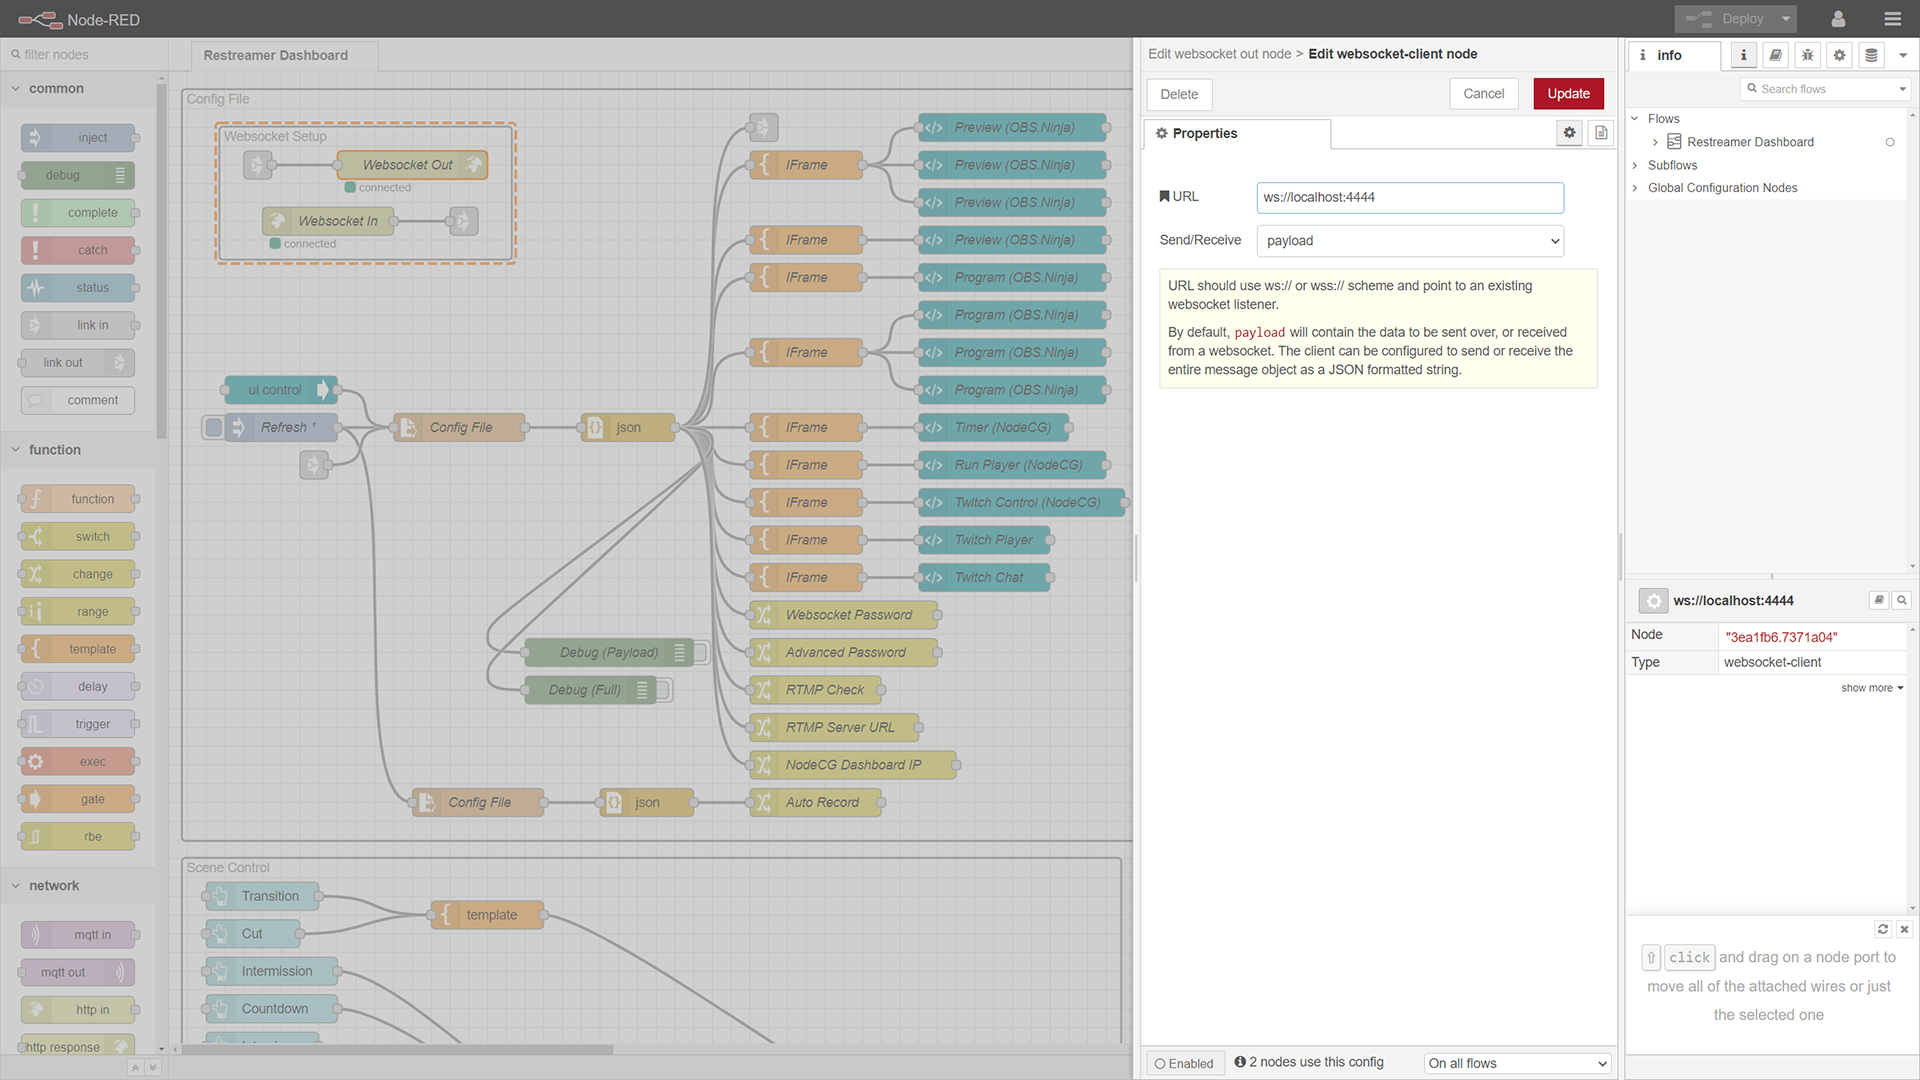 Node-RED
Deploy
filter nodes
common
inject
debug
complete
catch
status
link in
link out
comment
function
function
switch
change
range
template
delay
trigger
exec
gate
rbe
network
mqtt in
mqtt out
http in
http response
Restreamer Dashboard
Config File
Websocket Setup
Websocket Out
connected
Websocket In
connected
ui control
Refresh ¹
Config File
json
Debug (Payload)
Debug (Full)
Config File
json
IFrame
IFrame
IFrame
IFrame
IFrame
IFrame
IFrame
IFrame
IFrame
Websocket Password
Advanced Password
RTMP Check
RTMP Server URL
NodeCG Dashboard IP
Auto Record
Preview (OBS.Ninja)
Preview (OBS.Ninja)
Preview (OBS.Ninja)
Preview (OBS.Ninja)
Program (OBS.Ninja)
Program (OBS.Ninja)
Program (OBS.Ninja)
Program (OBS.Ninja)
Timer (NodeCG)
Run Player (NodeCG)
Twitch Control (NodeCG)
Twitch Player
Twitch Chat
Scene Control
Transition
Cut
Intermission
Countdown
template
Edit websocket out node > Edit websocket-client node
Delete
Cancel
Update
Properties
URL
ws://localhost:4444
Send/Receive
payload
URL should use ws:// or wss:// scheme and point to an existing
websocket listener.
By default, payload will contain the data to be sent over, or received
from a websocket. The client can be configured to send or receive the
entire message object as a JSON formatted string.
Enabled
2 nodes use this config
On all flows
info
Search flows
Flows
Restreamer Dashboard
Subflows
Global Configuration Nodes
ws://localhost:4444
Node
"3ea1fb6.7371a04"
Type
websocket-client
show more
⇧ click and drag on a node port to
move all of the attached wires or just
the selected one